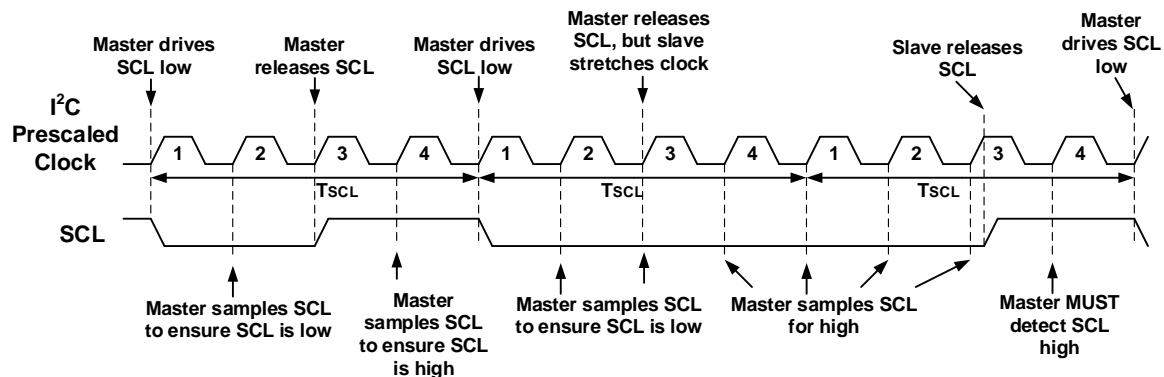 Master drives
SCL low
Master
releases SCL
Master drives
SCL low
Master releases
SCL, but slave
stretches clock
Slave releases
SCL
Master
drives SCL
low
I²C
Prescaled
Clock
1 2 3 4 1 2 3 4 1 2 3 4
TSCL TSCL TSCL
SCL
Master samples SCL
to ensure SCL is low
Master
samples SCL
to ensure SCL
is high
Master samples SCL
to ensure SCL is low
Master samples SCL
for high
Master MUST
detect SCL
high